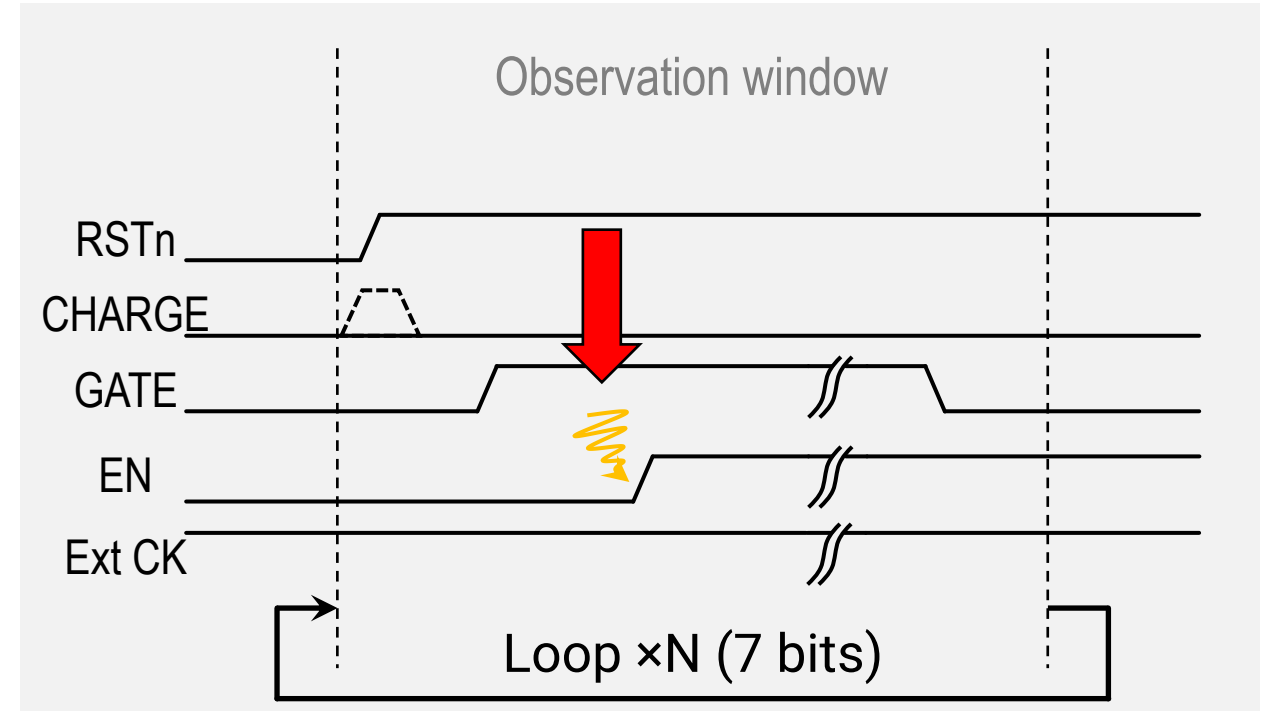 Observation window
RSTn
CHARGE
GATE
EN
Ext CK
Loop ×N (7 bits)